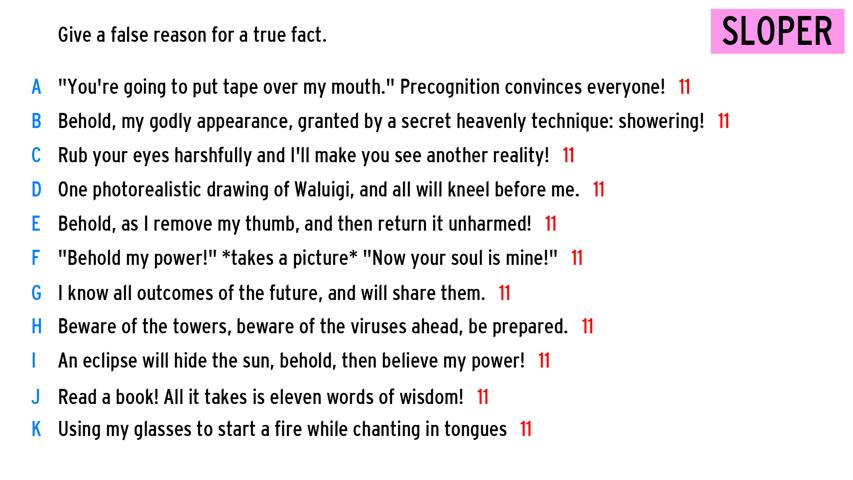 Give a false reason for a true fact.
SLOPER
A "You're going to put tape over my mouth." Precognition convinces everyone! 11
B Behold, my godly appearance, granted by a secret heavenly technique: showering! 11
C Rub your eyes harshfully and I'll make you see another reality! 11
D One photorealistic drawing of Waluigi, and all will kneel before me. 11
E Behold, as I remove my thumb, and then return it unharmed! 11
F "Behold my power!" *takes a picture* "Now your soul is mine!" 11
G I know all outcomes of the future, and will share them. 11
H Beware of the towers, beware of the viruses ahead, be prepared. 11
I An eclipse will hide the sun, behold, then believe my power! 11
J Read a book! All it takes is eleven words of wisdom! 11
K Using my glasses to start a fire while chanting in tongues 11